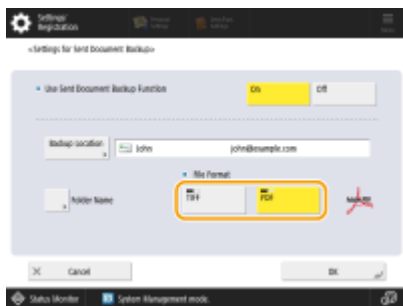 Settings/
Registration
<Settings for Sent Document Backup>
Use Sent Document Backup Function
On
Off
Backup Location
John
john@example.com
File Format
Folder Name
TIFF
PDF
Cancel
OK
Status Monitor
System Management mode.